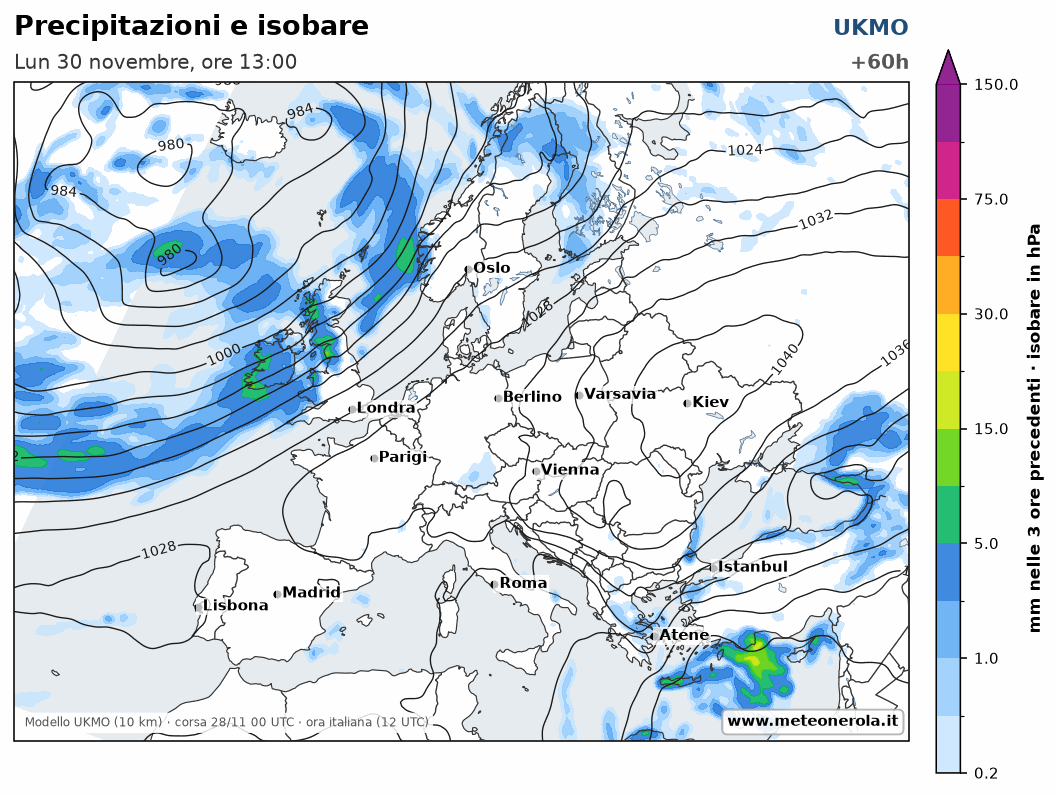 Precipitazioni e isobare
UKMO
Lun 30 novembre, ore 13:00
+60h
984
980
984
980
1000
1024
1032
1028
1040
1036
1028
Oslo
Londra
Berlino
Varsavia
Kiev
Parigi
Vienna
Istanbul
Roma
Madrid
Lisbona
Atene
Modello UKMO (10 km) · corsa 28/11 00 UTC · ora italiana (12 UTC)
www.meteonerola.it
150.0
75.0
30.0
15.0
5.0
1.0
0.2
mm nelle 3 ore precedenti · isobare in hPa